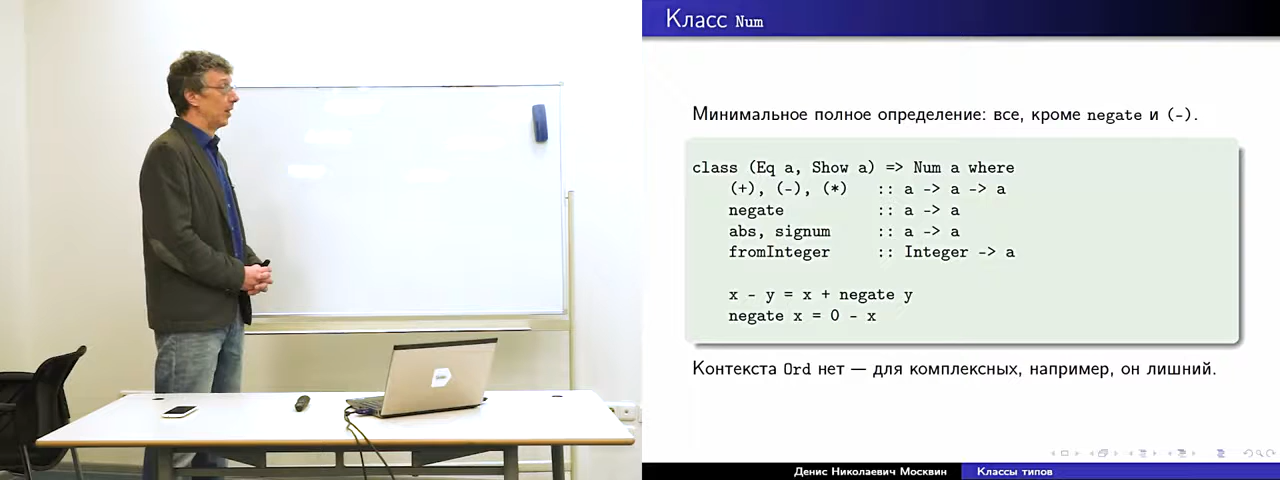 Класс Num
Минимальное полное определение: все, кроме negate и (-).
class (Eq a, Show a) => Num a where
(+), (-), (*) :: a -> a -> a
negate :: a -> a
abs, signum :: a -> a
fromInteger :: Integer -> a
x - y = x + negate y
negate x = 0 - x
Контекста Ord нет — для комплексных, например, он лишний.
Денис Николаевич Москвин Классы типов